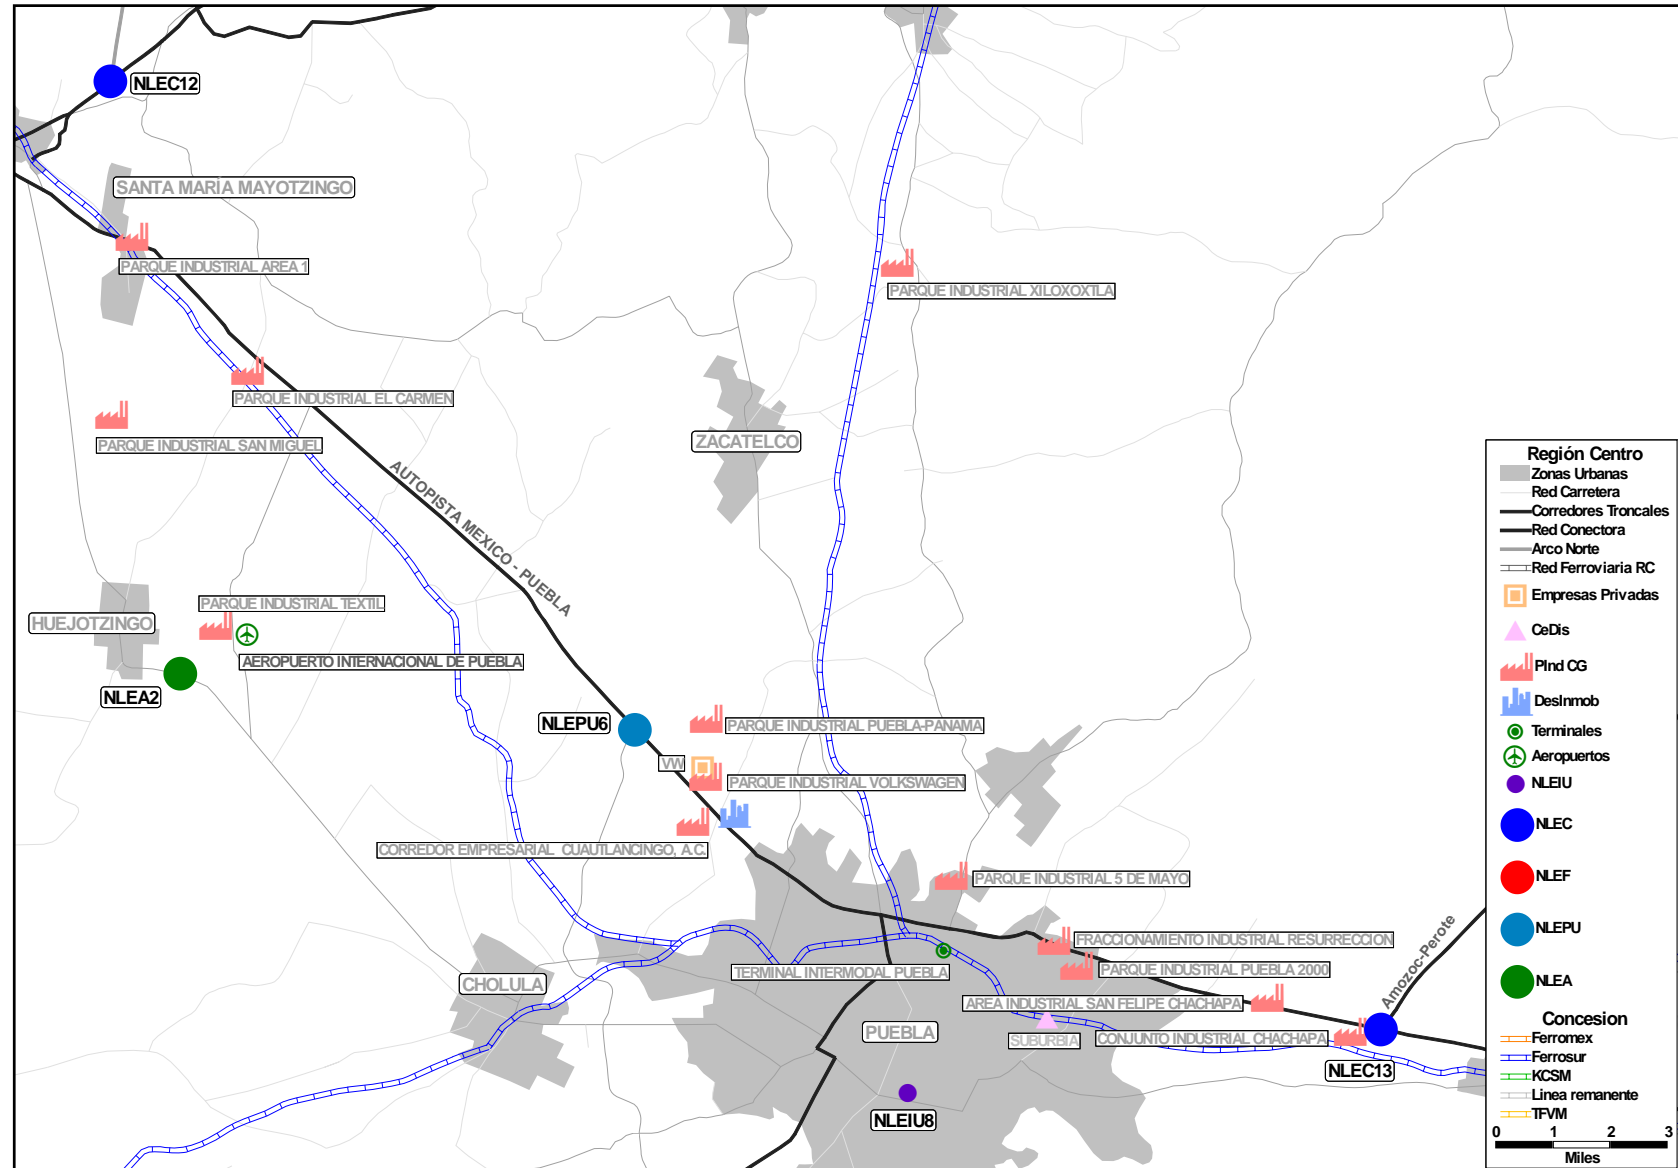 NLEC12
SANTA MARIA MAYOTZINGO
PARQUE INDUSTRIAL AREA 1
PARQUE INDUSTRIAL XILOXOXTLA
PARQUE INDUSTRIAL EL CARMEN
PARQUE INDUSTRIAL SAN MIGUEL
ZACATELCO
AUTOPISTA MEXICO - PUEBLA
PARQUE INDUSTRIAL TEXTIL
HUEJOTZINGO
AEROPUERTO INTERNACIONAL DE PUEBLA
NLEA2
NLEPU6
PARQUE INDUSTRIAL PUEBLA-PANAMA
VW
PARQUE INDUSTRIAL VOLKSWAGEN
CORREDOR EMPRESARIAL CUAUTLANCINGO, A.C.
PARQUE INDUSTRIAL 5 DE MAYO
FRACCIONAMIENTO INDUSTRIAL RESURRECCION
TERMINAL INTERMODAL PUEBLA
PARQUE INDUSTRIAL PUEBLA 2000
CHOLULA
AREA INDUSTRIAL SAN FELIPE CHACHAPA
Amozoc-Perote
PUEBLA
SUBURBIA
CONJUNTO INDUSTRIAL CHACHAPA
NLEC13
NLEIU8
Región Centro
Zonas Urbanas
Red Carretera
Corredores Troncales
Red Conectora
Arco Norte
Red Ferroviaria RC
Empresas Privadas
CeDis
PInd CG
DesInmob
Terminales
Aeropuertos
NLEIU
NLEC
NLEF
NLEPU
NLEA
Concesion
Ferromex
Ferrosur
KCSM
Linea remanente
TFVM
0 1 2 3
Miles